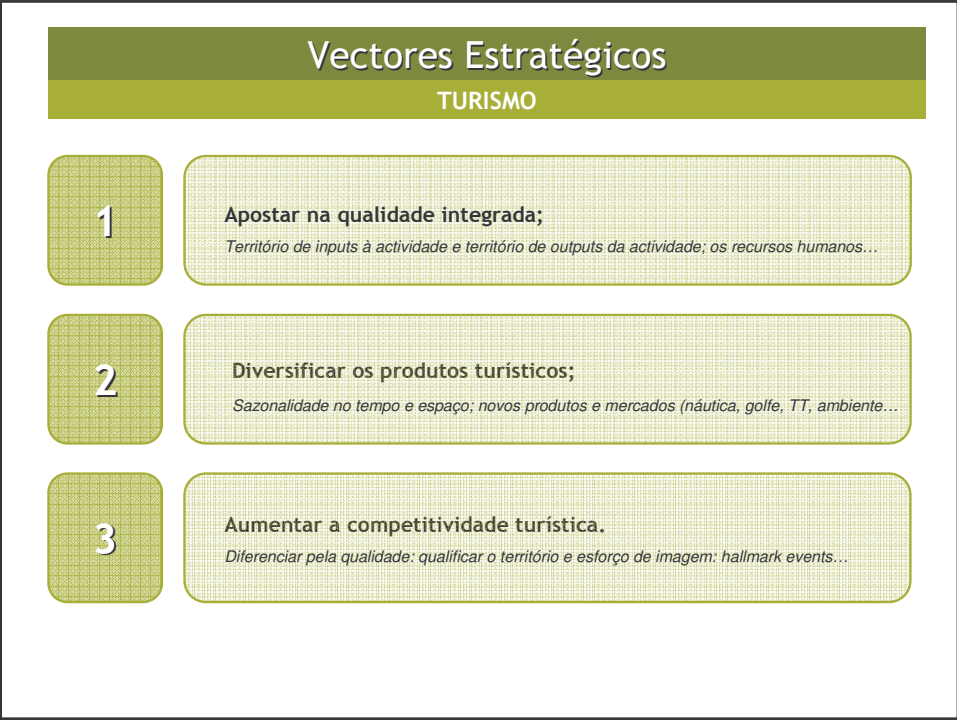 Vectores Estratégicos
TURISMO
1
Apostar na qualidade integrada;
Território de inputs à actividade e território de outputs da actividade; os recursos humanos…
2
Diversificar os produtos turísticos;
Sazonalidade no tempo e espaço; novos produtos e mercados (náutica, golfe, TT, ambiente…
3
Aumentar a competitividade turística.
Diferenciar pela qualidade: qualificar o território e esforço de imagem: hallmark events…